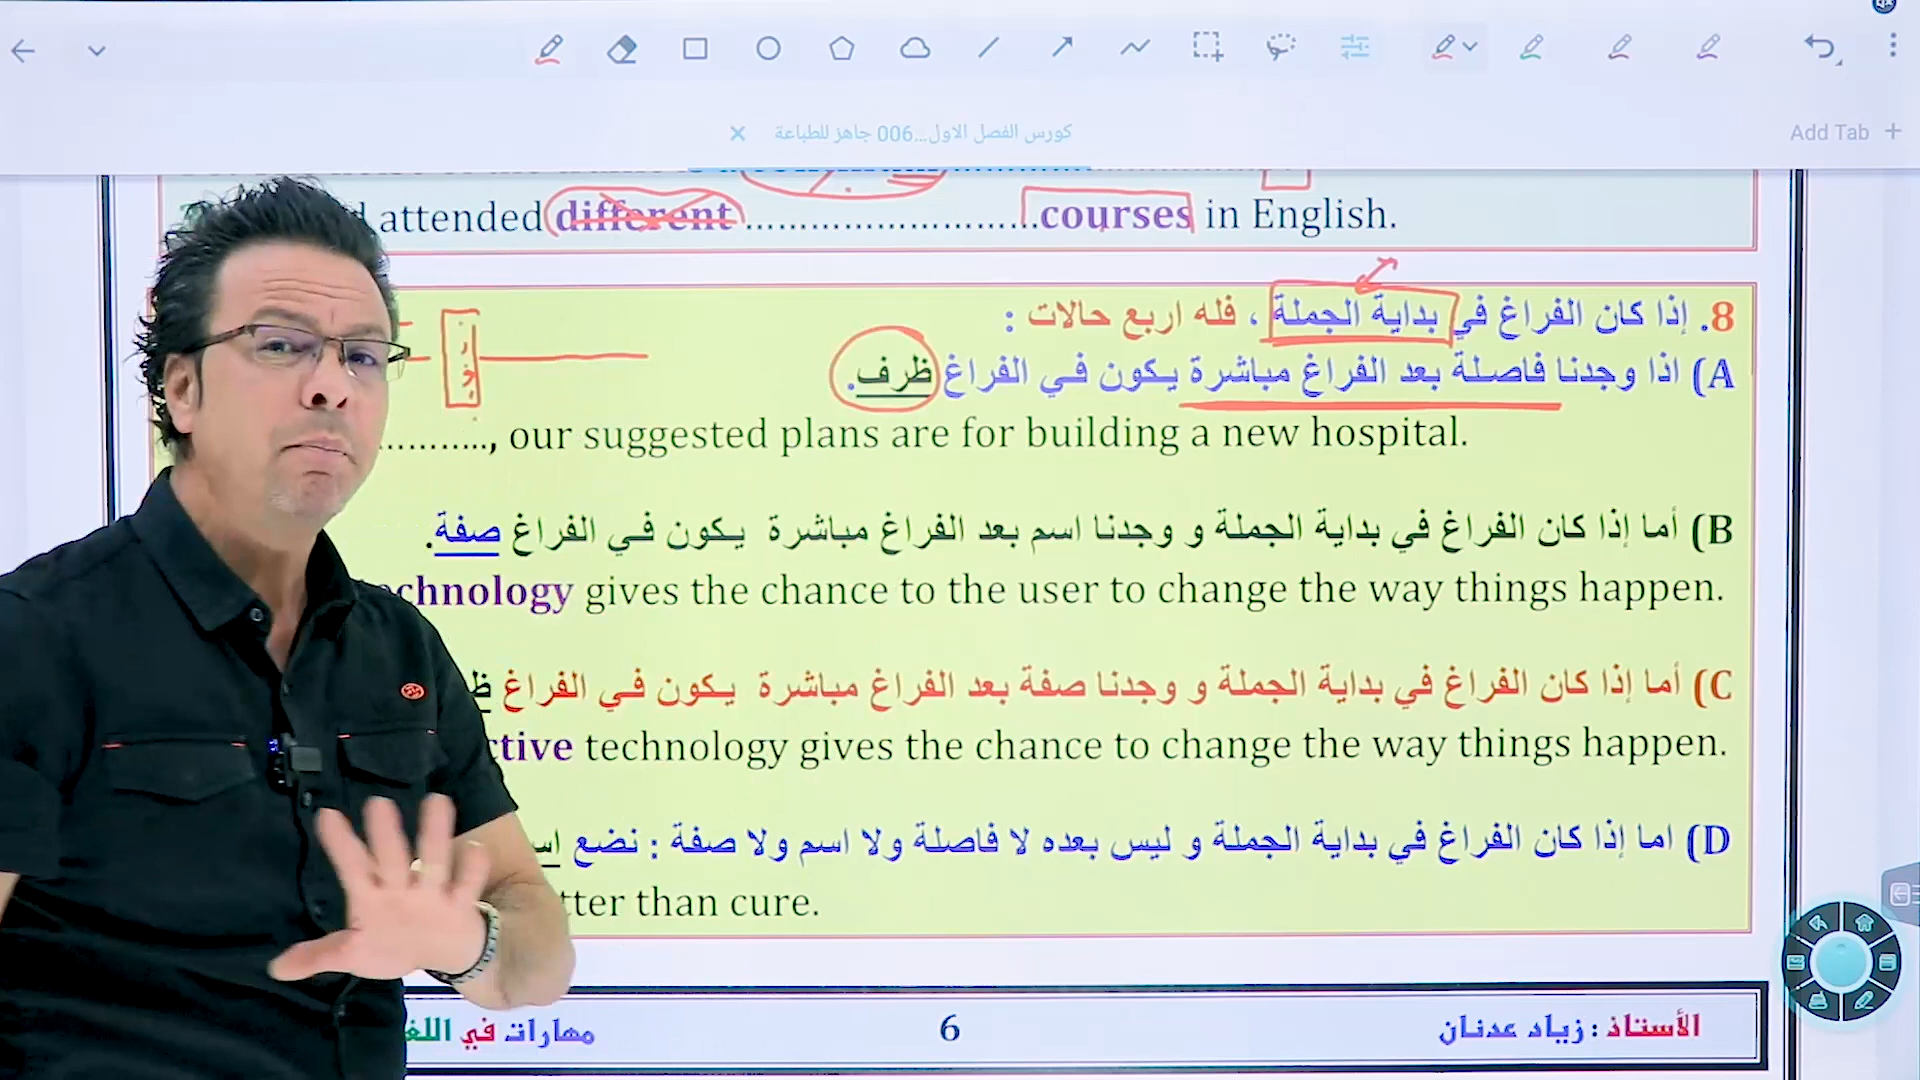 كورس الفصل الاول...006 جاهز للطباعة
Add Tab
attended different ..............................courses in English.
8. إذا كان الفراغ في بداية الجملة ، فله اربع حالات :
A) اذا وجدنا فاصلة بعد الفراغ مباشرة يكون في الفراغ ظرف.
............, our suggested plans are for building a new hospital.
B) أما إذا كان الفراغ في بداية الجملة و وجدنا اسم بعد الفراغ مباشرة يكون في الفراغ صفة.
chnology gives the chance to the user to change the way things happen.
C) أما إذا كان الفراغ في بداية الجملة و وجدنا صفة بعد الفراغ مباشرة يكون في الفراغ
ctive technology gives the chance to change the way things happen.
D) اما إذا كان الفراغ في بداية الجملة و ليس بعده لا فاصلة ولا اسم ولا صفة : نضع
tter than cure.
الأستاذ : زياد عدنان
6
مهارات في